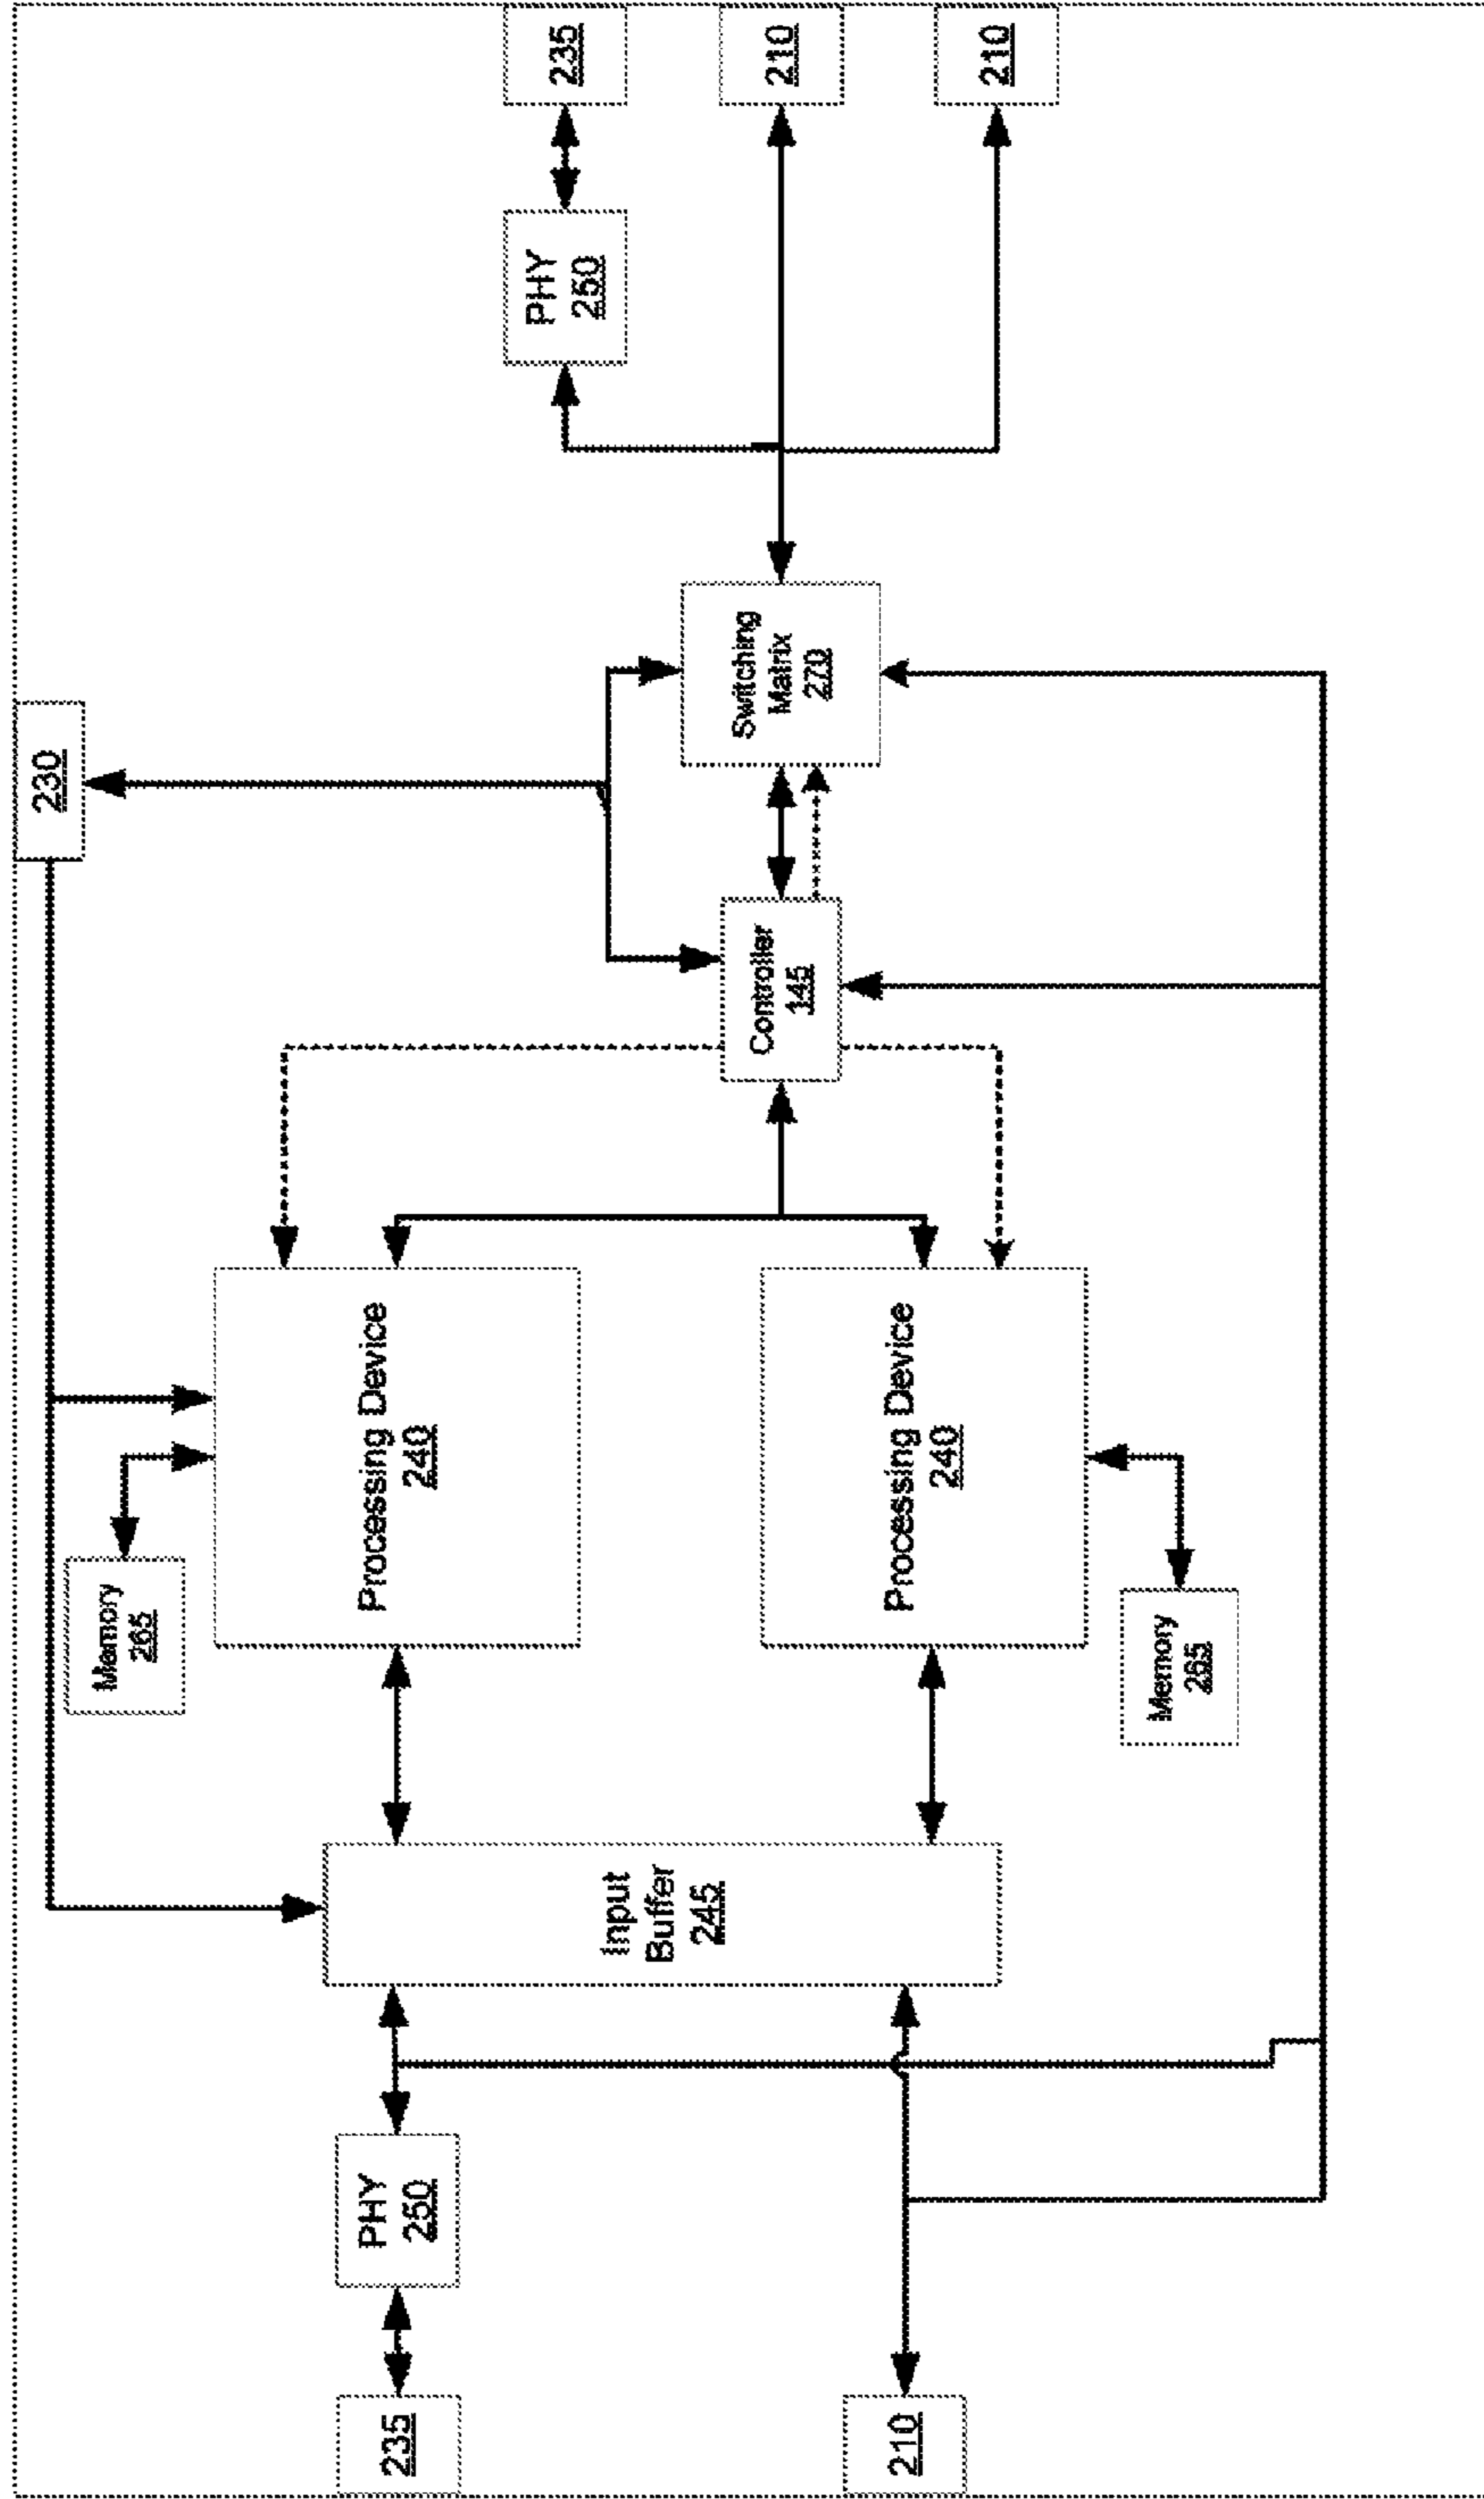 230
Memory
265
235
PHY
250
Processing Device
240
PHY
250
235
Input
Buffer
245
Controller
145
Switching
Matrix
270
210
210
Processing Device
240
210
Memory
265